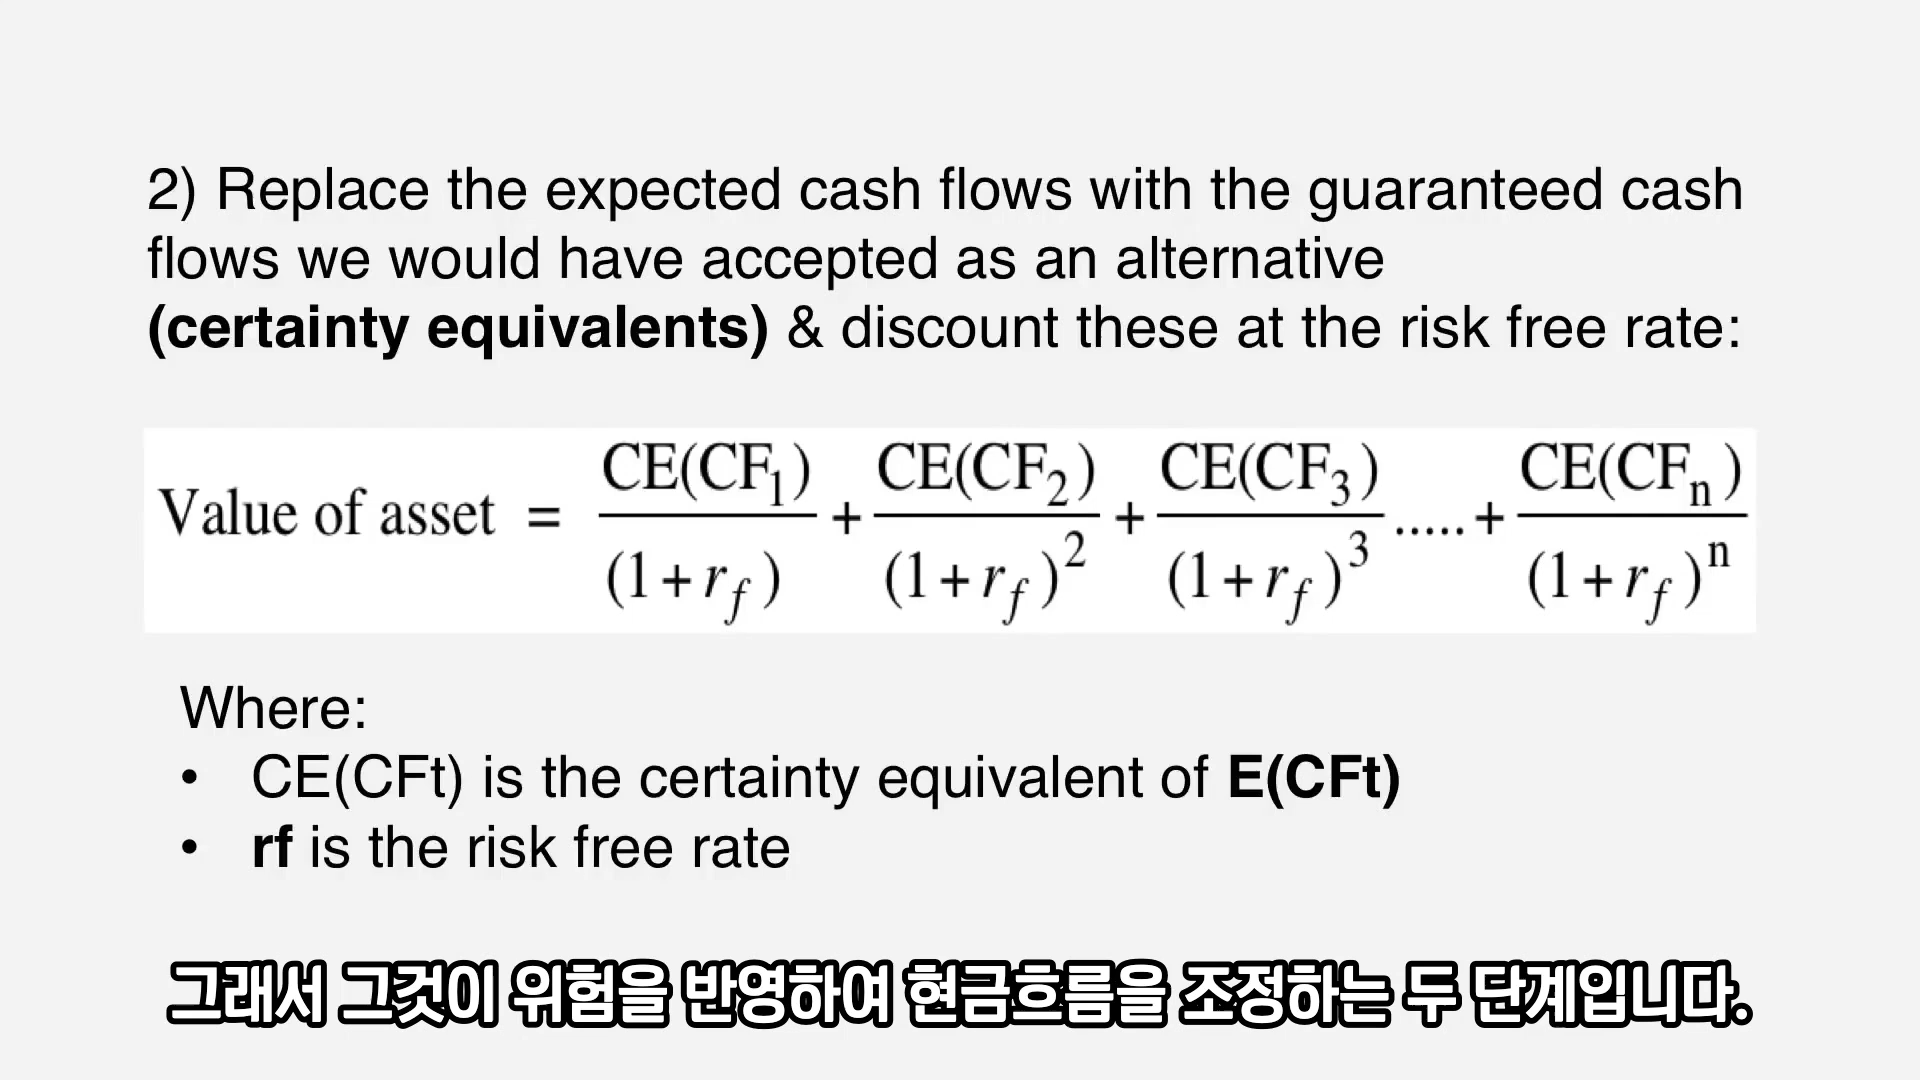 2) Replace the expected cash flows with the guaranteed cash
flows we would have accepted as an alternative
(certainty equivalents) & discount these at the risk free rate:
Value of asset = CE(CF₁)/(1+r_f) + CE(CF₂)/(1+r_f)² + CE(CF₃)/(1+r_f)³ .....+ CE(CFₙ)/(1+r_f)ⁿ
Where:
• CE(CFt) is the certainty equivalent of E(CFt)
• rf is the risk free rate
그래서 그것이 위험을 반영하여 현금흐름을 조정하는 두 단계입니다.